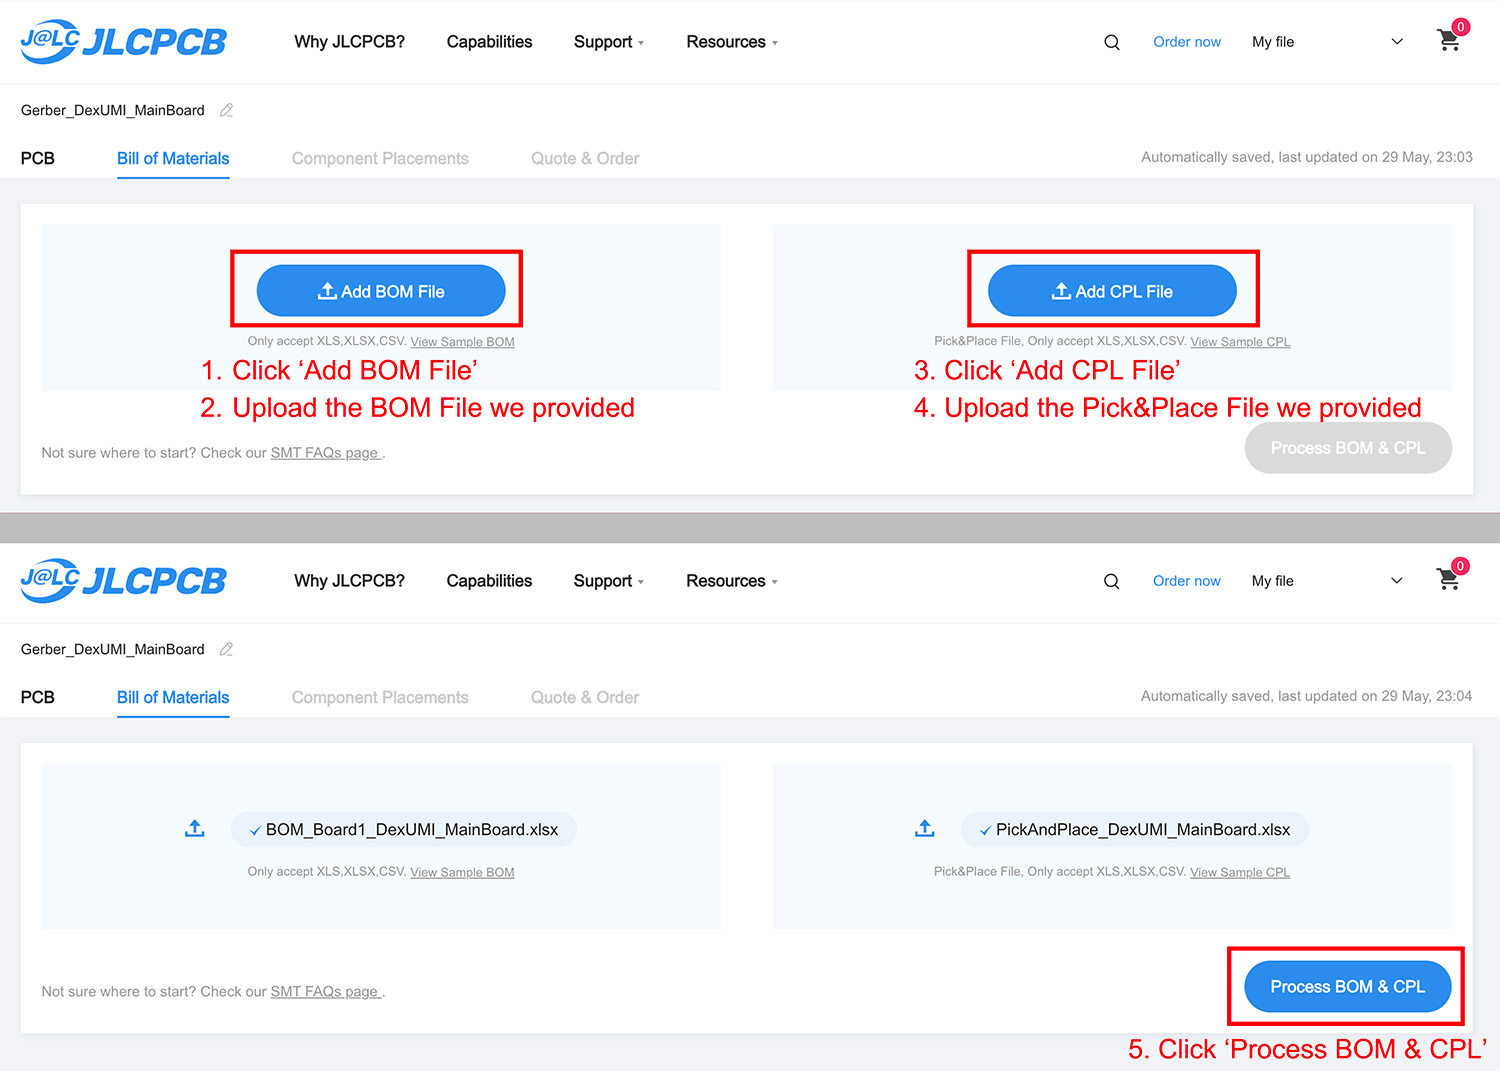 J@LC JLCPCB Why JLCPCB? Capabilities Support Resources Order now My file 0
Gerber_DexUMI_MainBoard
PCB Bill of Materials Component Placements Quote & Order Automatically saved, last updated on 29 May, 23:03
Add BOM File Add CPL File
Only accept XLS,XLSX,CSV. View Sample BOM Pick&Place File, Only accept XLS,XLSX,CSV. View Sample CPL
1. Click ‘Add BOM File’ 3. Click ‘Add CPL File’
2. Upload the BOM File we provided 4. Upload the Pick&Place File we provided
Not sure where to start? Check our SMT FAQs page . Process BOM & CPL
J@LC JLCPCB Why JLCPCB? Capabilities Support Resources Order now My file 0
Gerber_DexUMI_MainBoard
PCB Bill of Materials Component Placements Quote & Order Automatically saved, last updated on 29 May, 23:04
BOM_Board1_DexUMI_MainBoard.xlsx PickAndPlace_DexUMI_MainBoard.xlsx
Only accept XLS,XLSX,CSV. View Sample BOM Pick&Place File, Only accept XLS,XLSX,CSV. View Sample CPL
Not sure where to start? Check our SMT FAQs page . Process BOM & CPL
5. Click ‘Process BOM & CPL’